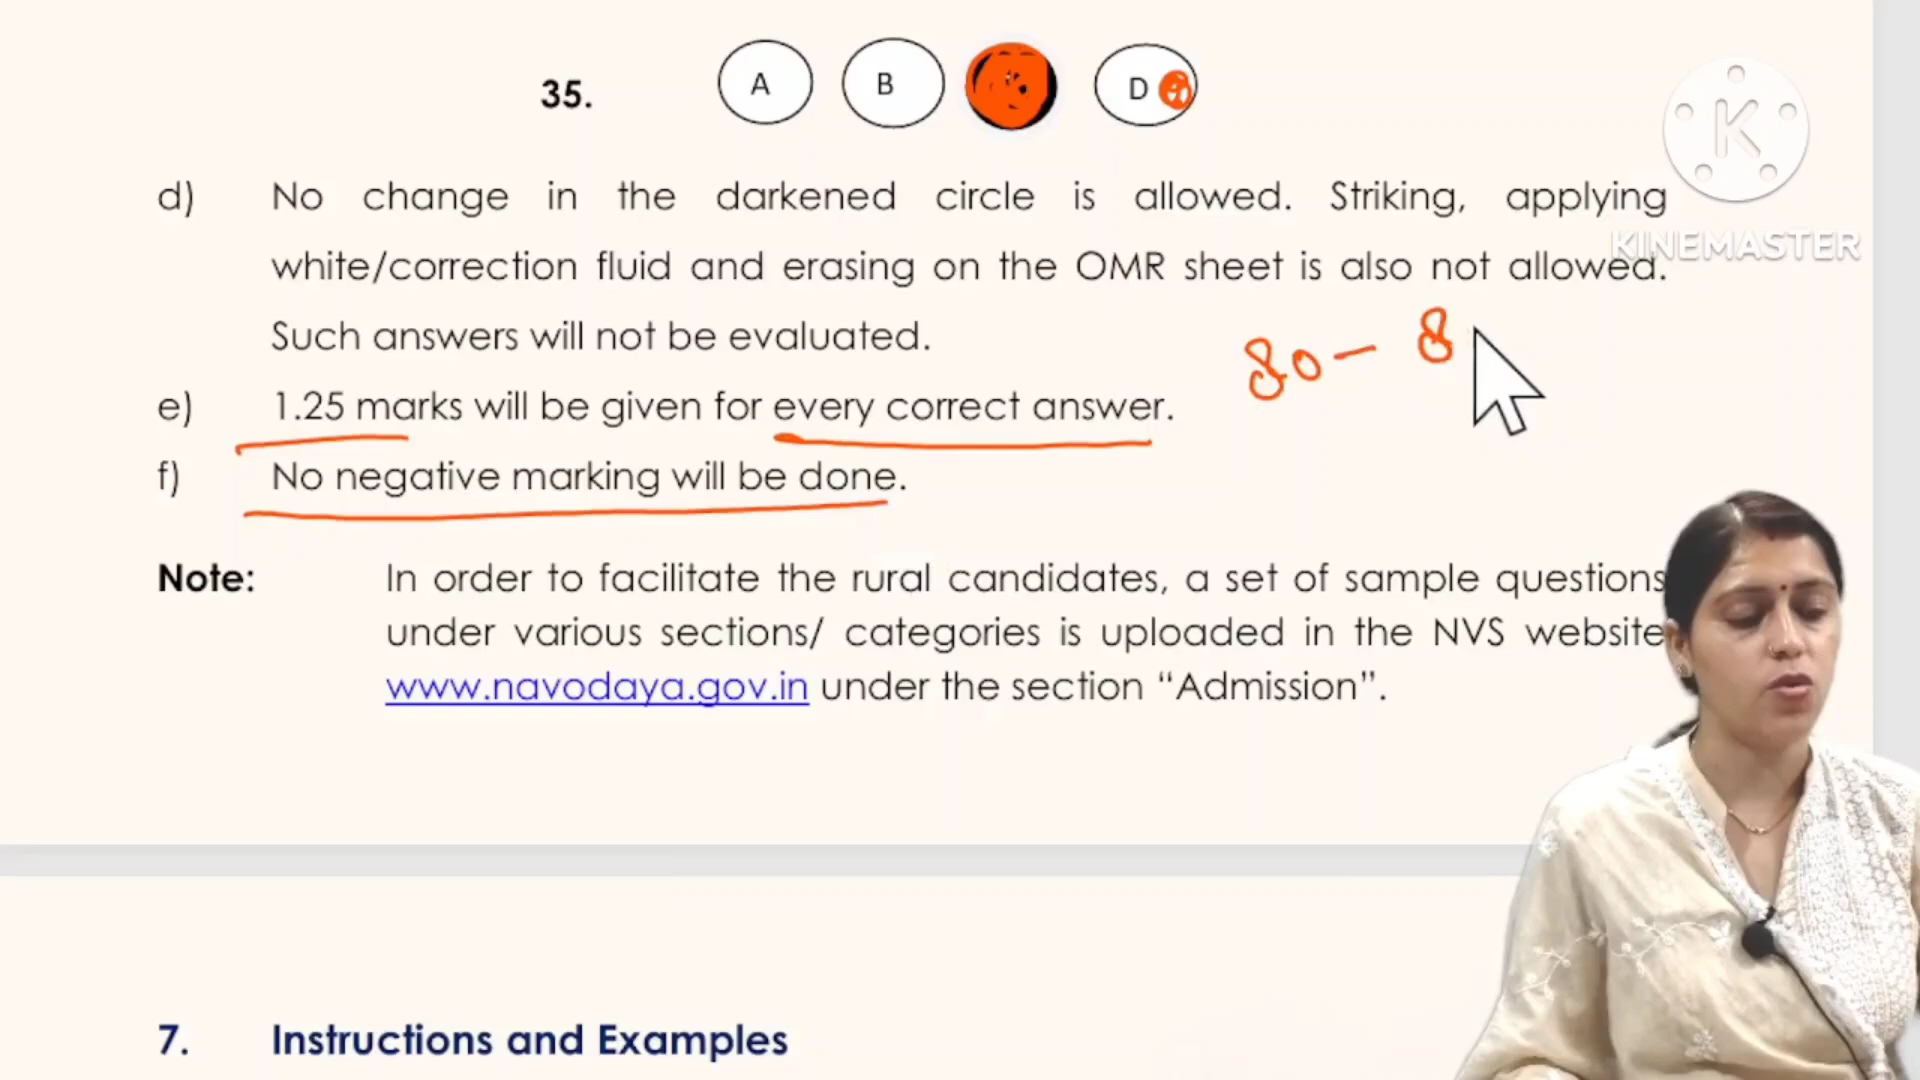 35. A B D
d) No change in the darkened circle is allowed. Striking, applying
white/correction fluid and erasing on the OMR sheet is also not allowed.
Such answers will not be evaluated.
80 - 8
e) 1.25 marks will be given for every correct answer.
f) No negative marking will be done.
Note: In order to facilitate the rural candidates, a set of sample questions
under various sections/ categories is uploaded in the NVS website
www.navodaya.gov.in under the section “Admission”.
7. Instructions and Examples
K
KINEMASTER